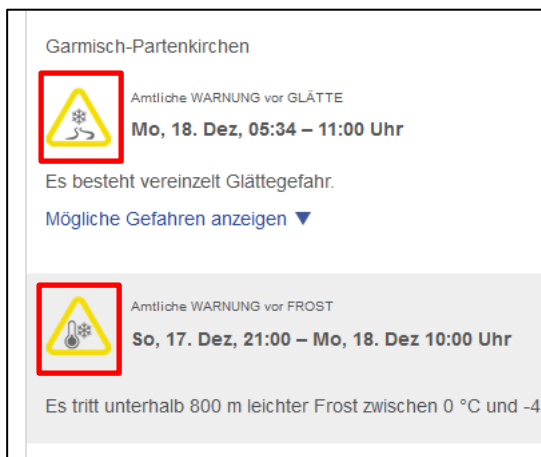 Garmisch-Partenkirchen
Amtliche WARNUNG vor GLÄTTE
Mo, 18. Dez, 05:34 – 11:00 Uhr
Es besteht vereinzelt Glättegefahr.
Mögliche Gefahren anzeigen ▼
Amtliche WARNUNG vor FROST
So, 17. Dez, 21:00 – Mo, 18. Dez 10:00 Uhr
Es tritt unterhalb 800 m leichter Frost zwischen 0 °C und -4